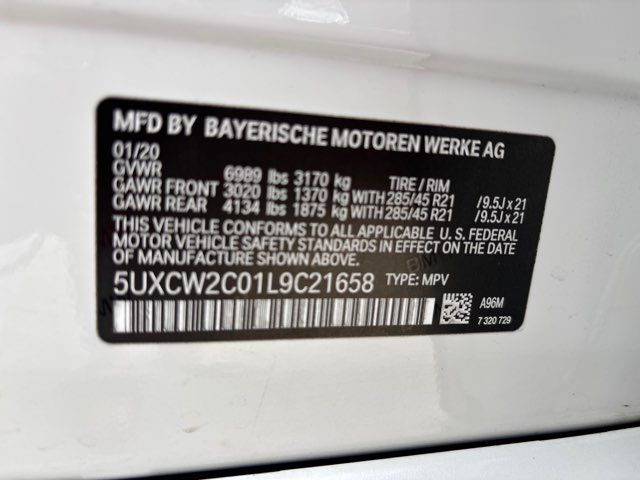 MFD BY BAYERISCHE MOTOREN WERKE AG
01/20
GVWR 6989 lbs 3170 kg TIRE / RIM
GAWR FRONT 3020 lbs 1370 kg WITH 285/45 R21 / 9.5J x 21
GAWR REAR 4134 lbs 1875 kg WITH 285/45 R21 / 9.5J x 21
THIS VEHICLE CONFORMS TO ALL APPLICABLE U.S. FEDERAL
MOTOR VEHICLE SAFETY STANDARDS IN EFFECT ON THE DATE
OF MANUFACTURE SHOWN ABOVE.
5UXCW2C01L9C21658 TYPE: MPV
A96M
7 320 729